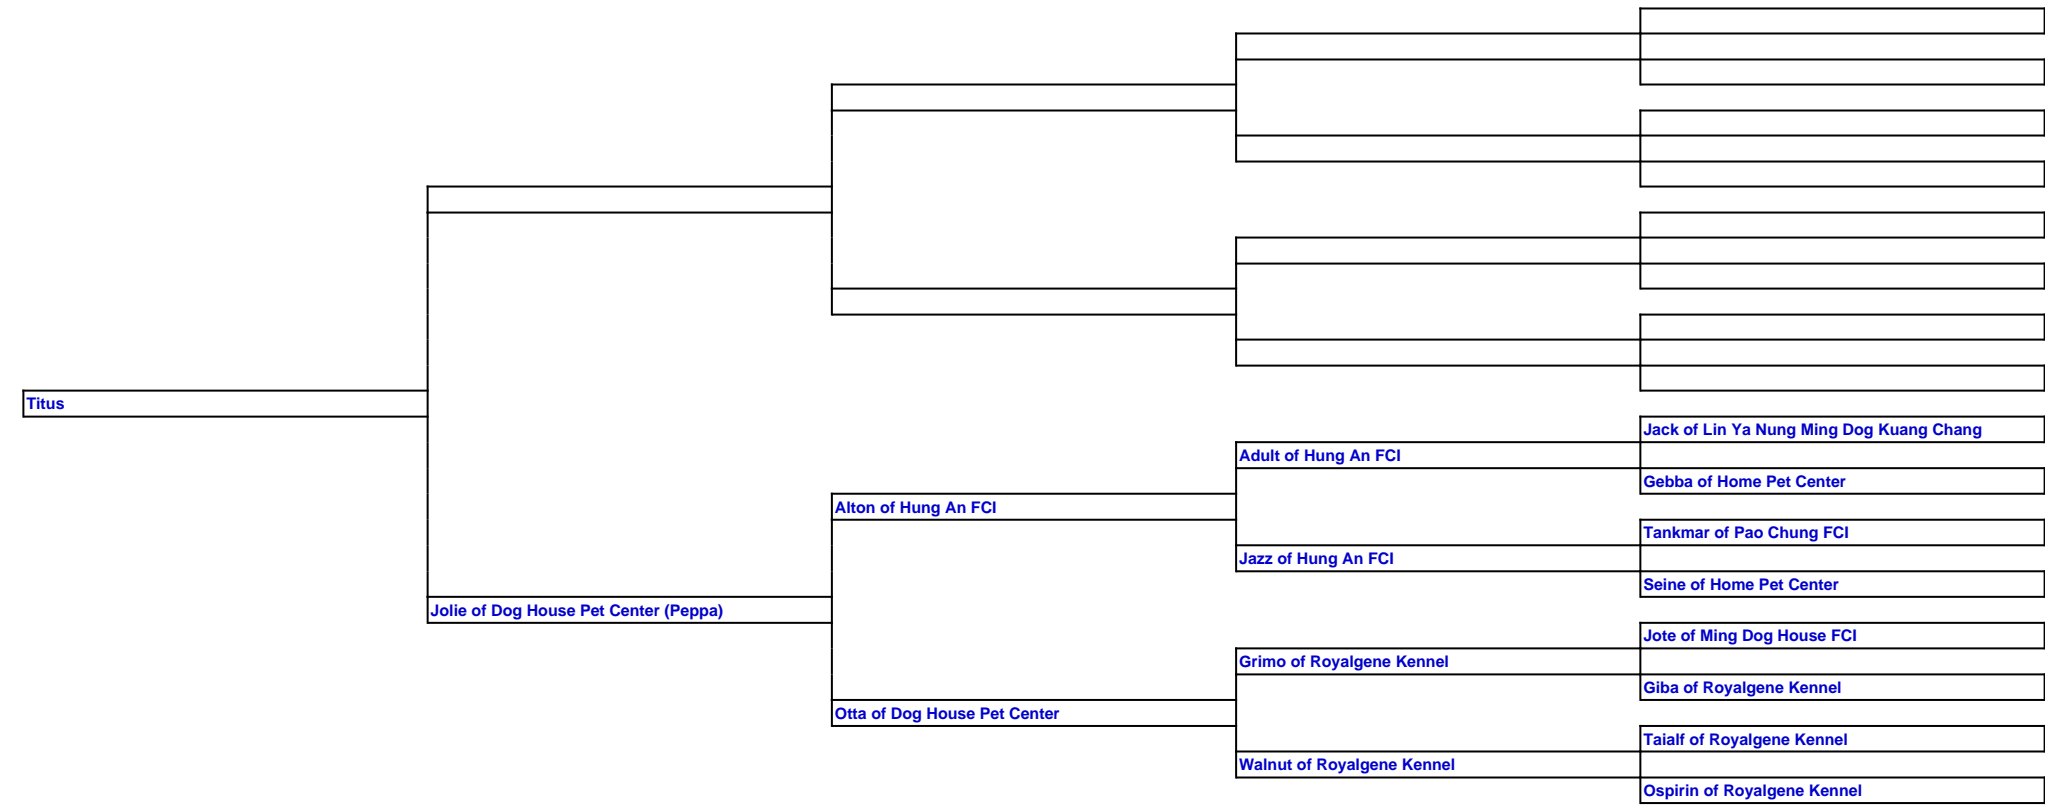 Titus
Jack of Lin Ya Nung Ming Dog Kuang Chang
Adult of Hung An FCI
Gebba of Home Pet Center
Alton of Hung An FCI
Tankmar of Pao Chung FCI
Jazz of Hung An FCI
Seine of Home Pet Center
Jolie of Dog House Pet Center (Peppa)
Jote of Ming Dog House FCI
Grimo of Royalgene Kennel
Giba of Royalgene Kennel
Otta of Dog House Pet Center
Taialf of Royalgene Kennel
Walnut of Royalgene Kennel
Ospirin of Royalgene Kennel